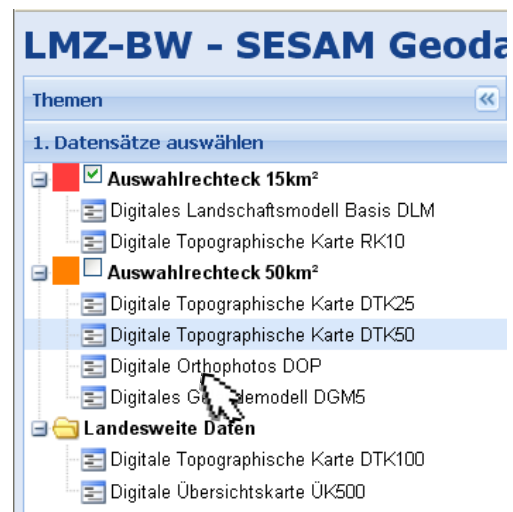 LMZ-BW - SESAM Geoda
Themen
1. Datensätze auswählen
Auswahlrechteck 15km²
Digitales Landschaftsmodell Basis DLM
Digitale Topographische Karte RK10
Auswahlrechteck 50km²
Digitale Topographische Karte DTK25
Digitale Topographische Karte DTK50
Digitale Orthophotos DOP
Digitales DGM5
Landesweite Daten
Digitale Topographische Karte DTK100
Digitale Übersichtskarte ÜK500